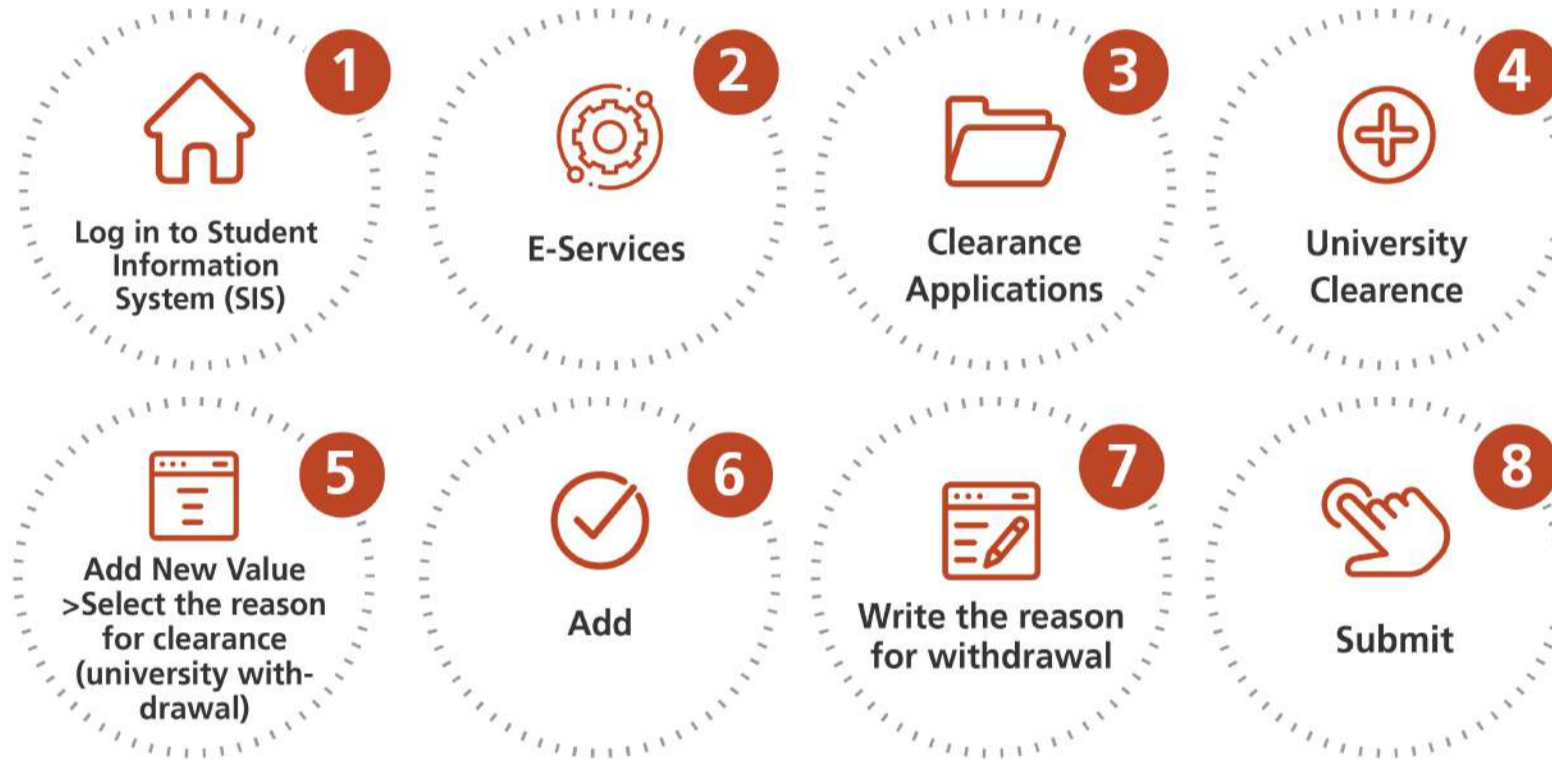 1
Log in to Student
Information
System (SIS)
2
E-Services
3
Clearance
Applications
4
University
Clearence
5
Add New Value
>Select the reason
for clearance
(university with-
drawal)
6
Add
7
Write the reason
for withdrawal
8
Submit